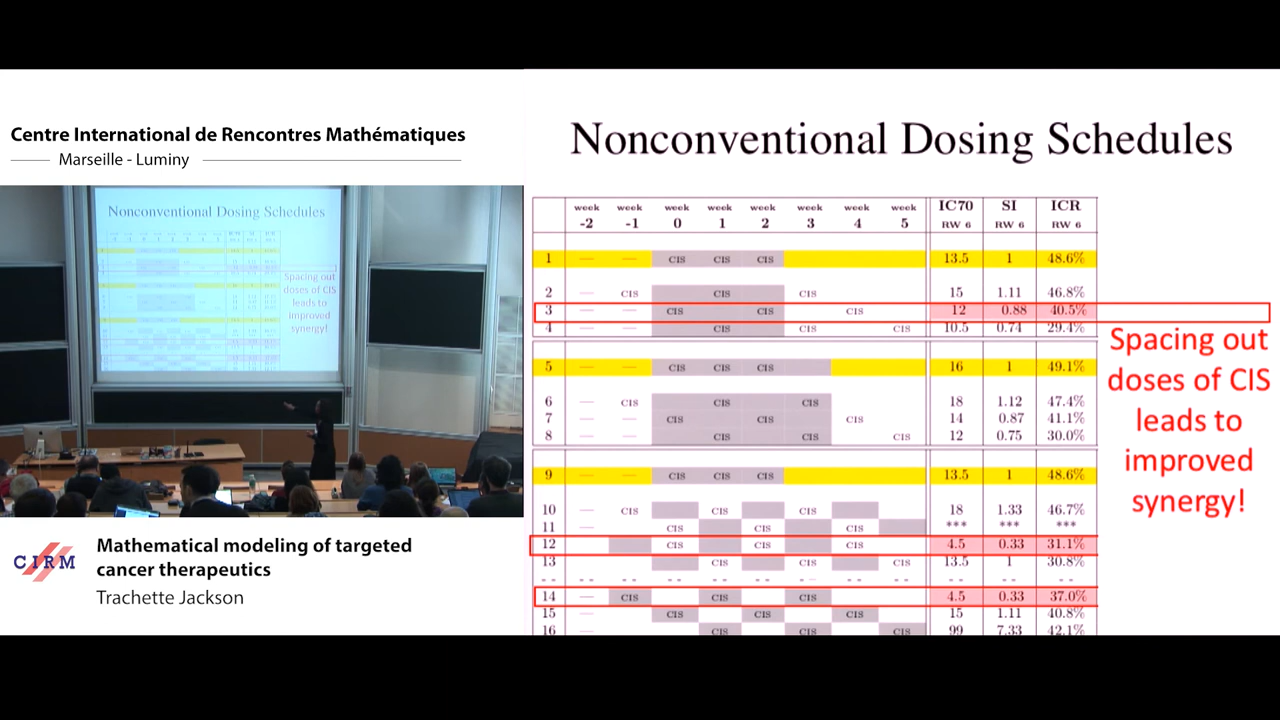 Centre International de Rencontres Mathématiques
Marseille - Luminy
Nonconventional Dosing Schedules
Spacing out
doses of CIS
leads to
improved
synergy!
CIRM
Mathematical modeling of targeted
cancer therapeutics
Trachette Jackson
Nonconventional Dosing Schedules
week week week week week week week week IC70 SI ICR
-2 -1 0 1 2 3 4 5 RW 6 RW 6 RW 6
1 — — CIS CIS CIS 13.5 1 48.6%
2 — CIS CIS CIS 15 1.11 46.8%
3 — — CIS CIS CIS 12 0.88 40.5%
4 — — CIS CIS CIS 10.5 0.74 29.4%
5 — — CIS CIS CIS 16 1 49.1%
6 — CIS CIS CIS 18 1.12 47.4%
7 — — CIS CIS CIS 14 0.87 41.1%
8 — — CIS CIS CIS 12 0.75 30.0%
9 — — CIS CIS CIS 13.5 1 48.6%
10 — CIS CIS CIS 18 1.33 46.7%
11 — — CIS CIS CIS *** *** ***
12 — CIS CIS CIS 4.5 0.33 31.1%
13 — — CIS CIS CIS 13.5 1 30.8%
- - - - - - - - - - - - - - - - - - - - - -
14 — CIS CIS CIS 4.5 0.33 37.0%
15 — CIS CIS CIS 15 1.11 40.8%
16 — CIS CIS CIS 99 7.33 42.1%
Spacing out
doses of CIS
leads to
improved
synergy!